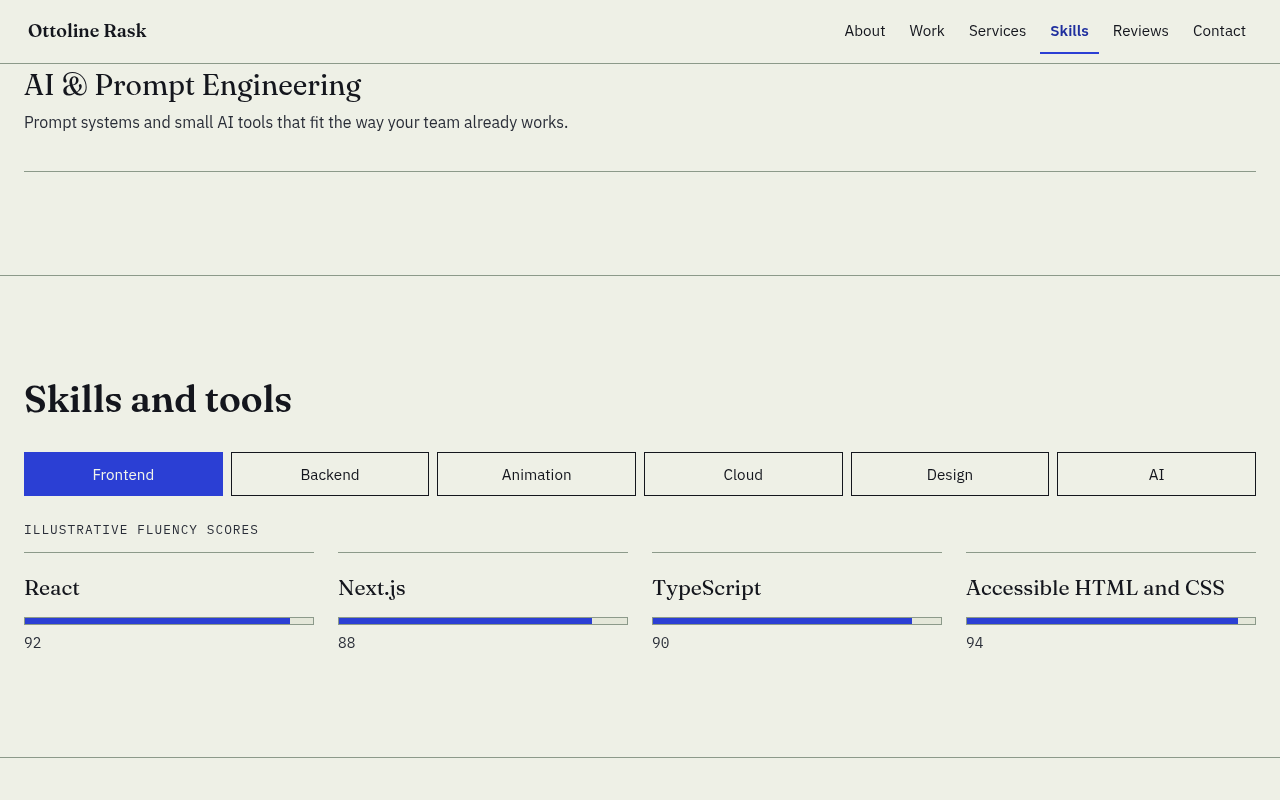 Ottoline Rask
About Work Services Skills Reviews Contact
AI & Prompt Engineering
Prompt systems and small AI tools that fit the way your team already works.
Skills and tools
Frontend Backend Animation Cloud Design AI
ILLUSTRATIVE FLUENCY SCORES
React Next.js TypeScript Accessible HTML and CSS
92 88 90 94